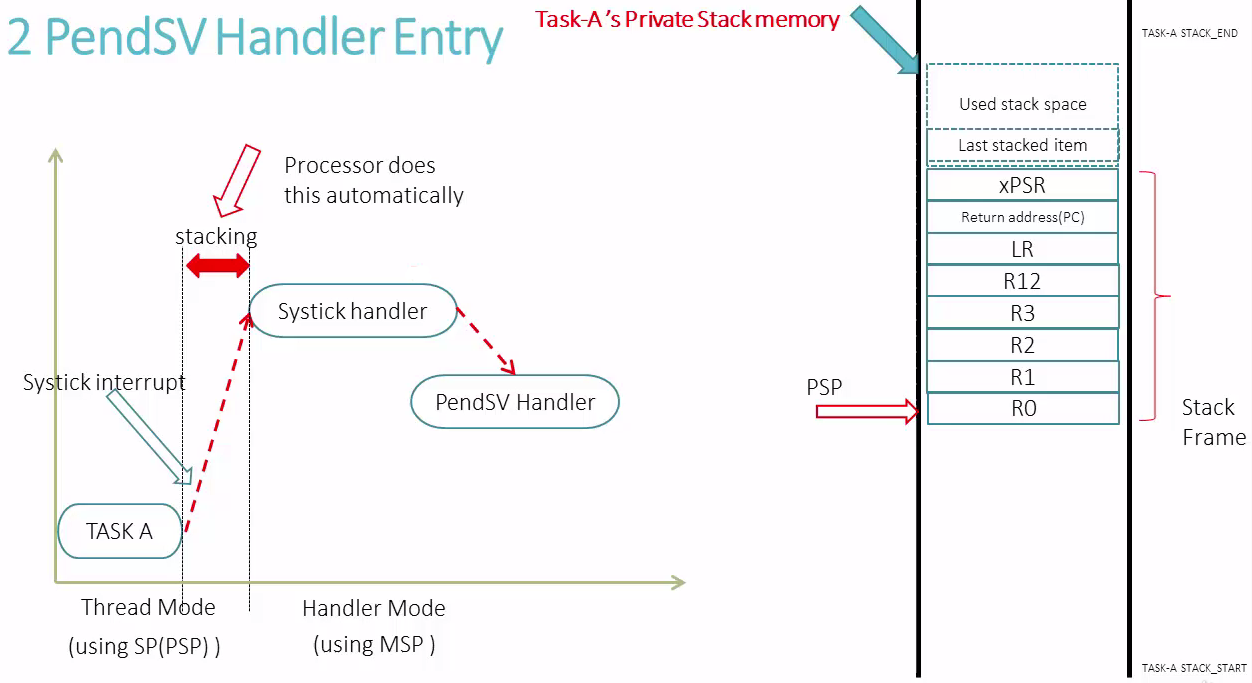 2 PendSV Handler Entry
Task-A's Private Stack memory
TASK-A STACK_END
Used stack space
Last stacked item
xPSR
Return address(PC)
LR
R12
R3
R2
R1
R0
PSP
Stack
Frame
TASK-A STACK_START
Processor does
this automatically
stacking
Systick handler
PendSV Handler
Systick interrupt
TASK A
Thread Mode
(using SP(PSP) )
Handler Mode
(using MSP )